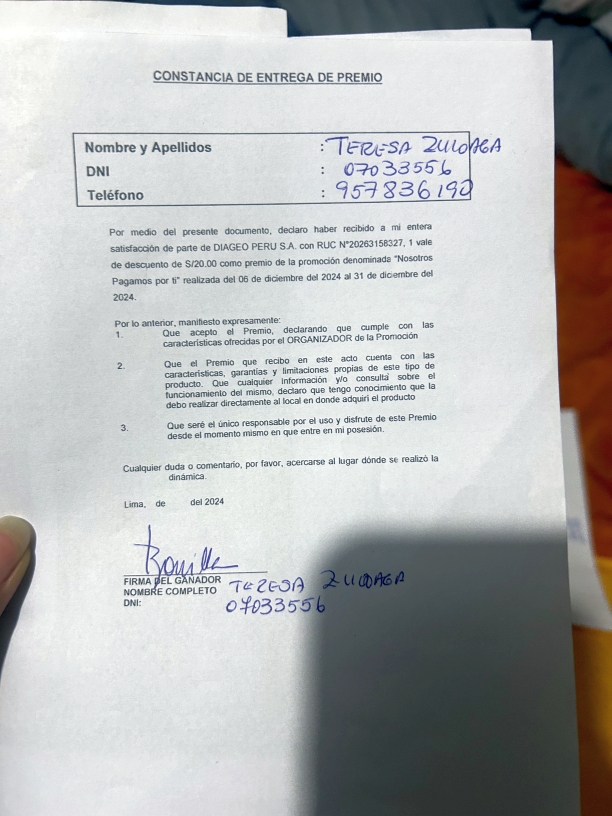 CONSTANCIA DE ENTREGA DE PREMIO
Nombre y Apellidos : TERESA ZULOAGA
DNI : 07033556
Teléfono : 957836190
Por medio del presente documento, declaro haber recibido a mi entera
satisfacción de parte de DIAGEO PERU S.A. con RUC N°20263158327, 1 vale
de descuento de S/20.00 como premio de la promoción denominada "Nosotros
Pagamos por ti" realizada del 06 de diciembre del 2024 al 31 de diciembre del
2024.
Por lo anterior, manifiesto expresamente:
1. Que acepto el Premio, declarando que cumple con las
características ofrecidas por el ORGANIZADOR de la Promoción
2. Que el Premio que recibo en este acto cuenta con las
características, garantías y limitaciones propias de este tipo de
producto. Que cualquier información y/o consulta sobre el
funcionamiento del mismo, declaro que tengo conocimiento que la
debo realizar directamente al local en donde adquirí el producto
3. Que seré el único responsable por el uso y disfrute de este Premio
desde el momento mismo en que entre en mi posesión.
Cualquier duda o comentario, por favor, acercarse al lugar dónde se realizó la
dinámica.
Lima, de del 2024
FIRMA DEL GANADOR
NOMBRE COMPLETO TERESA ZULOAGA
DNI: 07033556